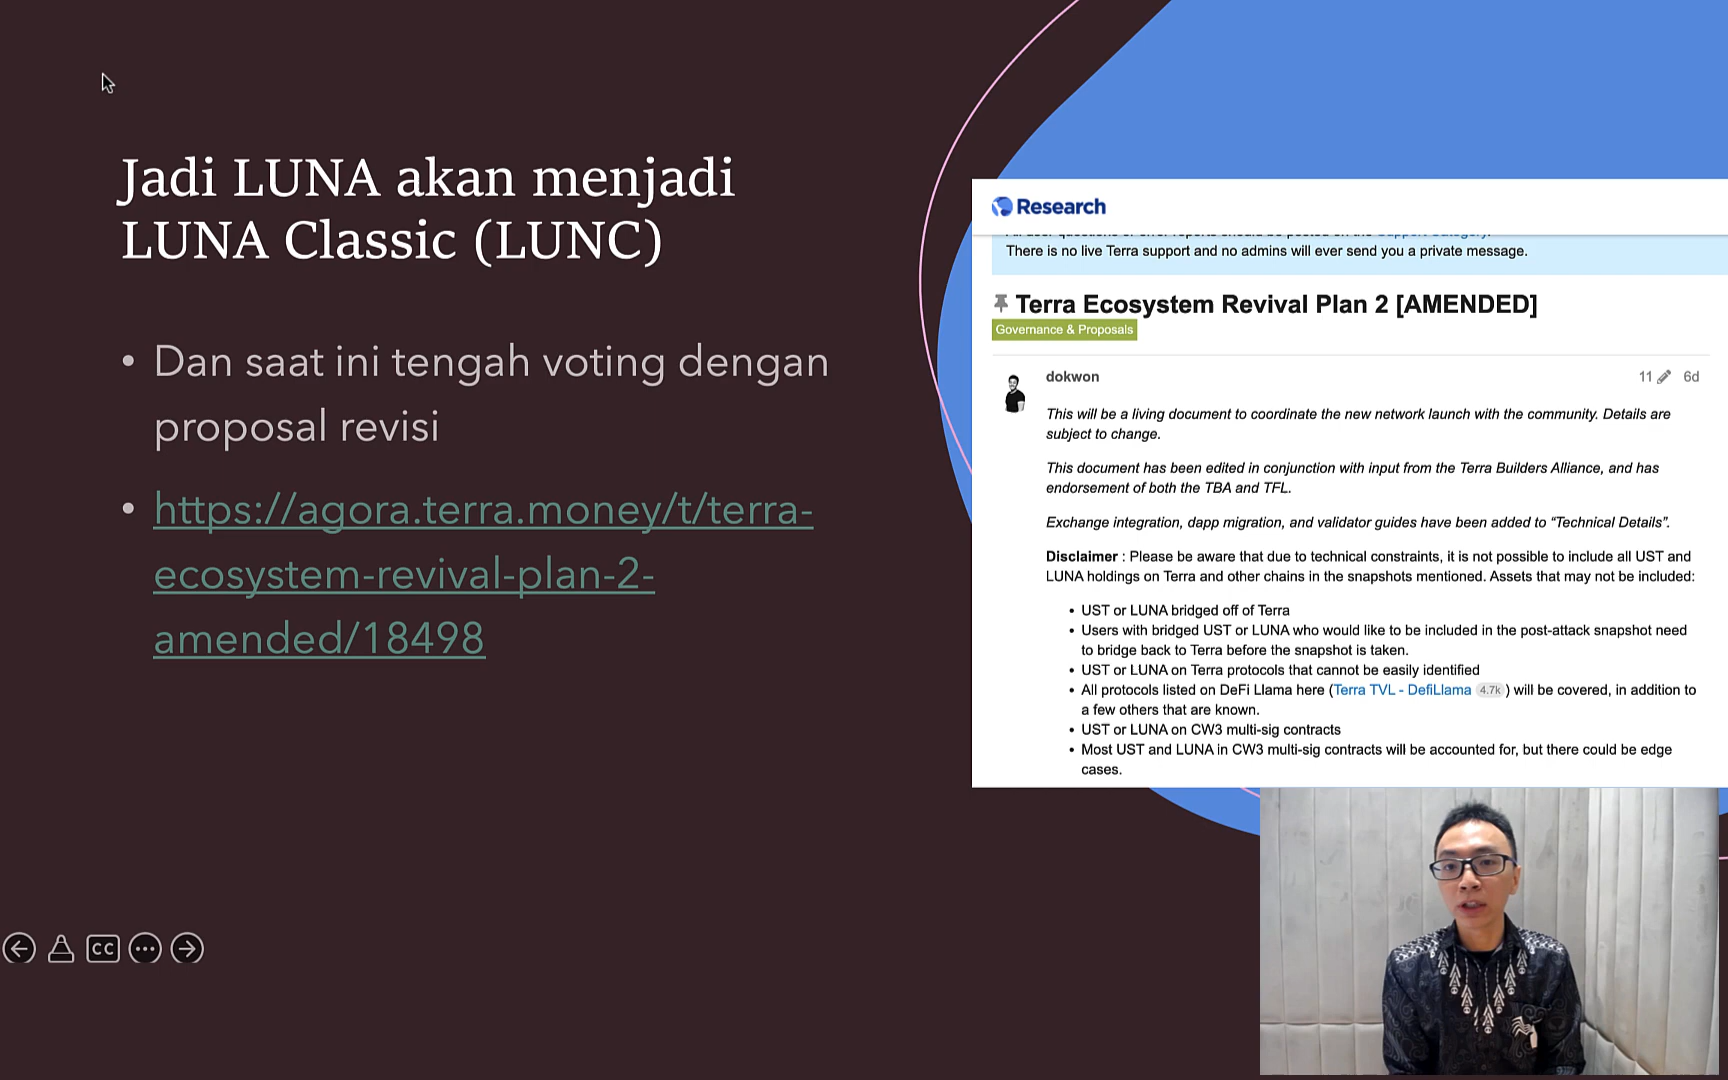 Jadi LUNA akan menjadi
LUNA Classic (LUNC)
• Dan saat ini tengah voting dengan
proposal revisi
• https://agora.terra.money/t/terra-
ecosystem-revival-plan-2-
amended/18498
Research
There is no live Terra support and no admins will ever send you a private message.
Terra Ecosystem Revival Plan 2 [AMENDED]
Governance & Proposals
dokwon
11 6d
This will be a living document to coordinate the new network launch with the community. Details are
subject to change.
This document has been edited in conjunction with input from the Terra Builders Alliance, and has
endorsement of both the TBA and TFL.
Exchange integration, dapp migration, and validator guides have been added to “Technical Details”.
Disclaimer : Please be aware that due to technical constraints, it is not possible to include all UST and
LUNA holdings on Terra and other chains in the snapshots mentioned. Assets that may not be included:
• UST or LUNA bridged off of Terra
• Users with bridged UST or LUNA who would like to be included in the post-attack snapshot need
to bridge back to Terra before the snapshot is taken.
• UST or LUNA on Terra protocols that cannot be easily identified
• All protocols listed on DeFi Llama here (Terra TVL - DefiLlama 4.7k) will be covered, in addition to
a few others that are known.
• UST or LUNA on CW3 multi-sig contracts
• Most UST and LUNA in CW3 multi-sig contracts will be accounted for, but there could be edge
cases.
CC